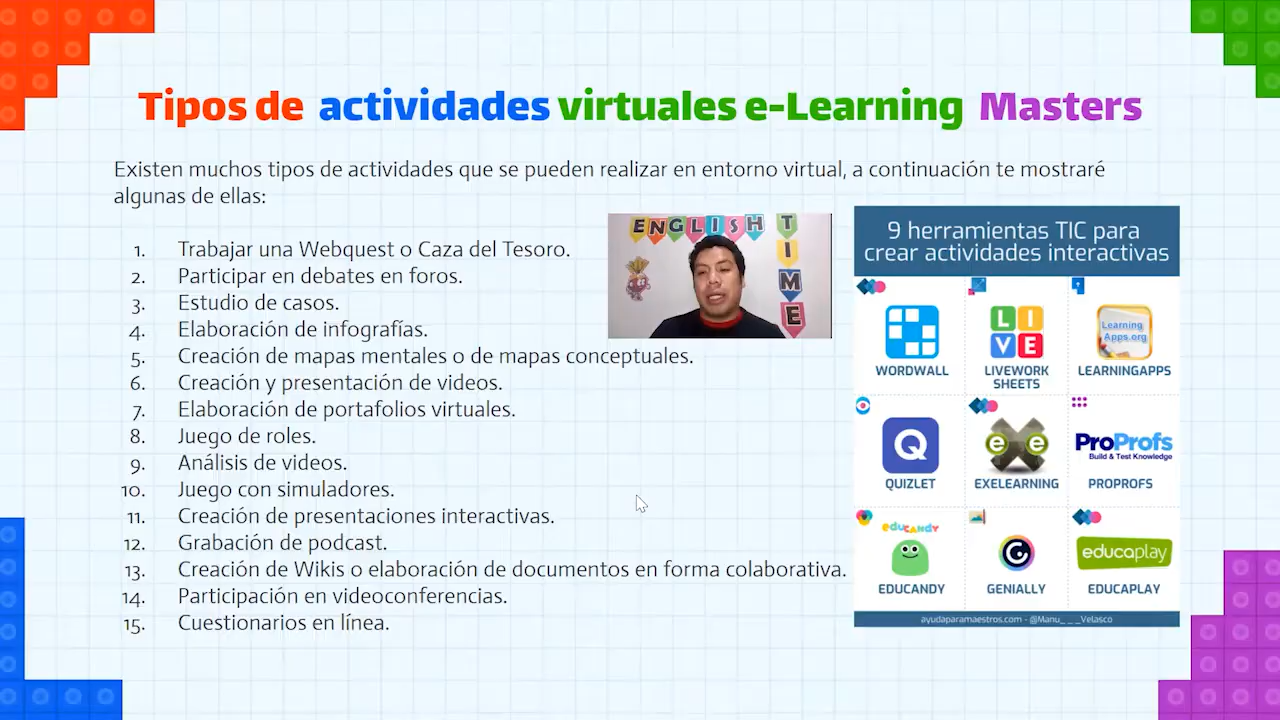 Tipos de actividades virtuales e-Learning Masters
Existen muchos tipos de actividades que se pueden realizar en entorno virtual, a continuación te mostraré
algunas de ellas:
1. Trabajar una Webquest o Caza del Tesoro.
2. Participar en debates en foros.
3. Estudio de casos.
4. Elaboración de infografías.
5. Creación de mapas mentales o de mapas conceptuales.
6. Creación y presentación de videos.
7. Elaboración de portafolios virtuales.
8. Juego de roles.
9. Análisis de videos.
10. Juego con simuladores.
11. Creación de presentaciones interactivas.
12. Grabación de podcast.
13. Creación de Wikis o elaboración de documentos en forma colaborativa.
14. Participación en videoconferencias.
15. Cuestionarios en línea.
ENGLISH
TIME
9 herramientas TIC para
crear actividades interactivas
WORDWALL
LIVE
LIVEWORK
SHEETS
Learning
Apps.org
LEARNINGAPPS
Q
QUIZLET
eXe
EXELEARNING
ProProfs
Build & Test Knowledge
PROPROFS
eDUCANDY
EDUCANDY
GENIALLY
educaplay
EDUCAPLAY
ayudaparamaestros.com - @Manu_ _ _Velasco